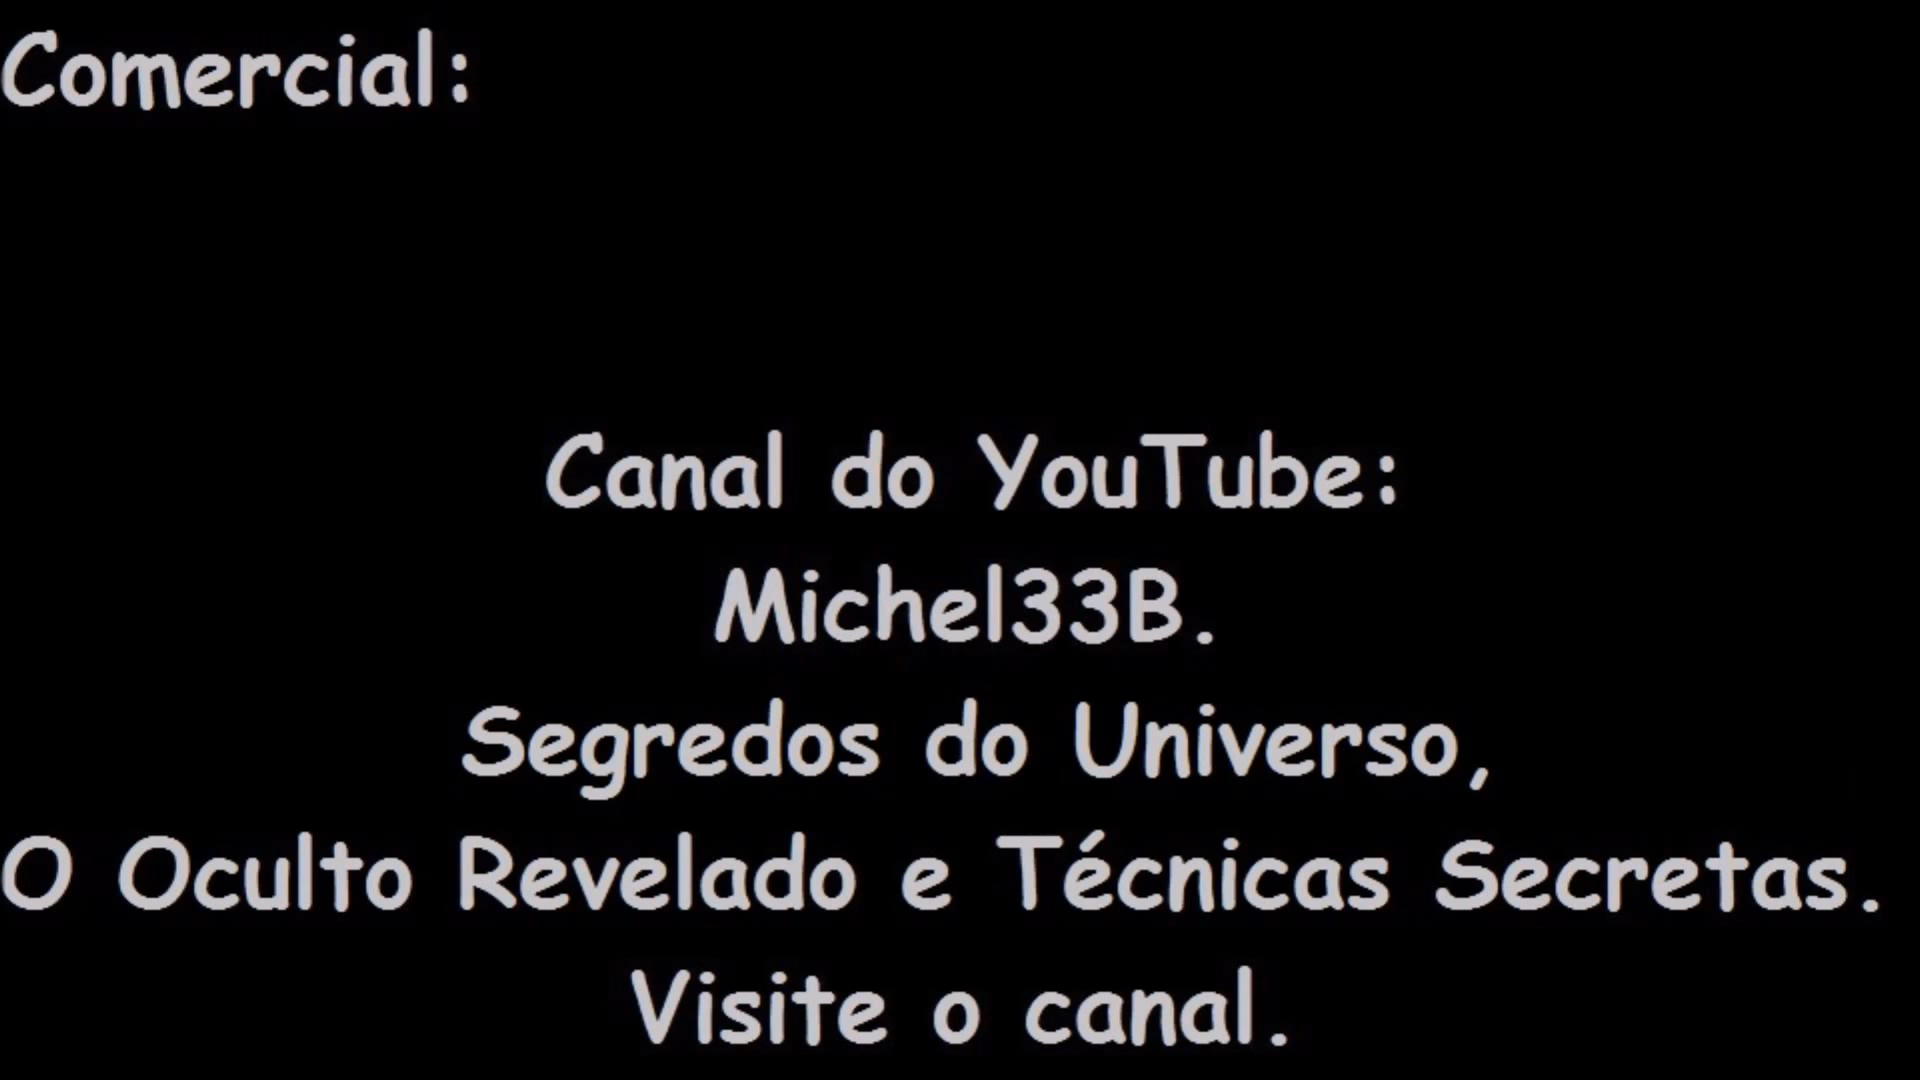 Comercial:
Canal do YouTube:
Michel33B.
Segredos do Universo,
O Oculto Revelado e Técnicas Secretas.
Visite o canal.